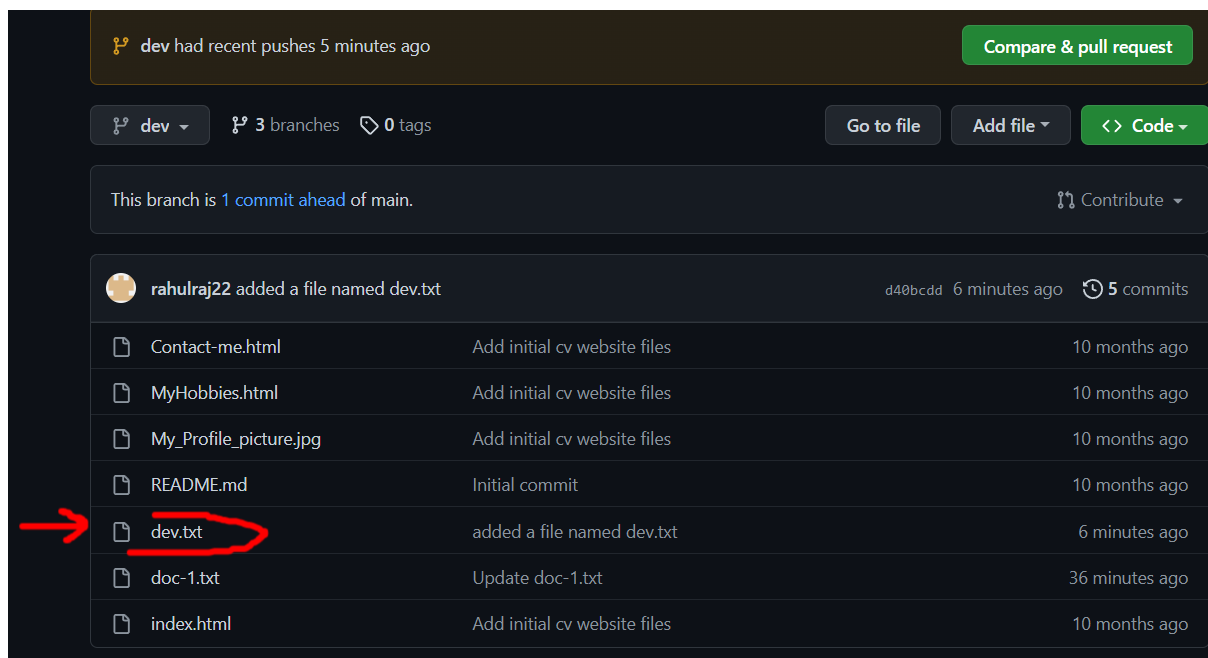 dev had recent pushes 5 minutes ago Compare & pull request
dev 3 branches 0 tags Go to file Add file <> Code
This branch is 1 commit ahead of main. Contribute
rahulraj22 added a file named dev.txt d40bcdd 6 minutes ago 5 commits
Contact-me.html Add initial cv website files 10 months ago
MyHobbies.html Add initial cv website files 10 months ago
My_Profile_picture.jpg Add initial cv website files 10 months ago
README.md Initial commit 10 months ago
dev.txt added a file named dev.txt 6 minutes ago
doc-1.txt Update doc-1.txt 36 minutes ago
index.html Add initial cv website files 10 months ago